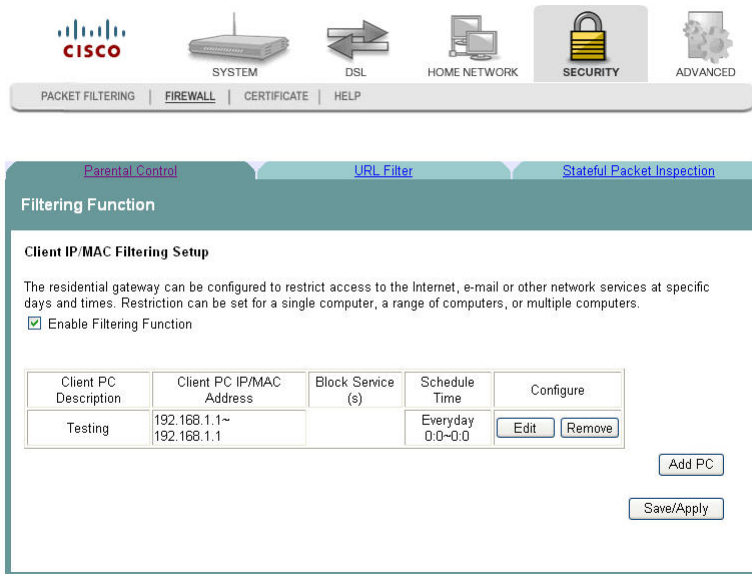 CISCO
SYSTEM
DSL
HOME NETWORK
SECURITY
ADVANCED
PACKET FILTERING | FIREWALL | CERTIFICATE | HELP
Parental Control
URL Filter
Stateful Packet Inspection
Filtering Function
Client IP/MAC Filtering Setup
The residential gateway can be configured to restrict access to the Internet, e-mail or other network services at specific
days and times. Restriction can be set for a single computer, a range of computers, or multiple computers.
Enable Filtering Function
Client PC
Description
Client PC IP/MAC
Address
Block Service
(s)
Schedule
Time
Configure
Testing
192.168.1.1~
192.168.1.1
Everyday
0:0~0:0
Edit
Remove
Add PC
Save/Apply